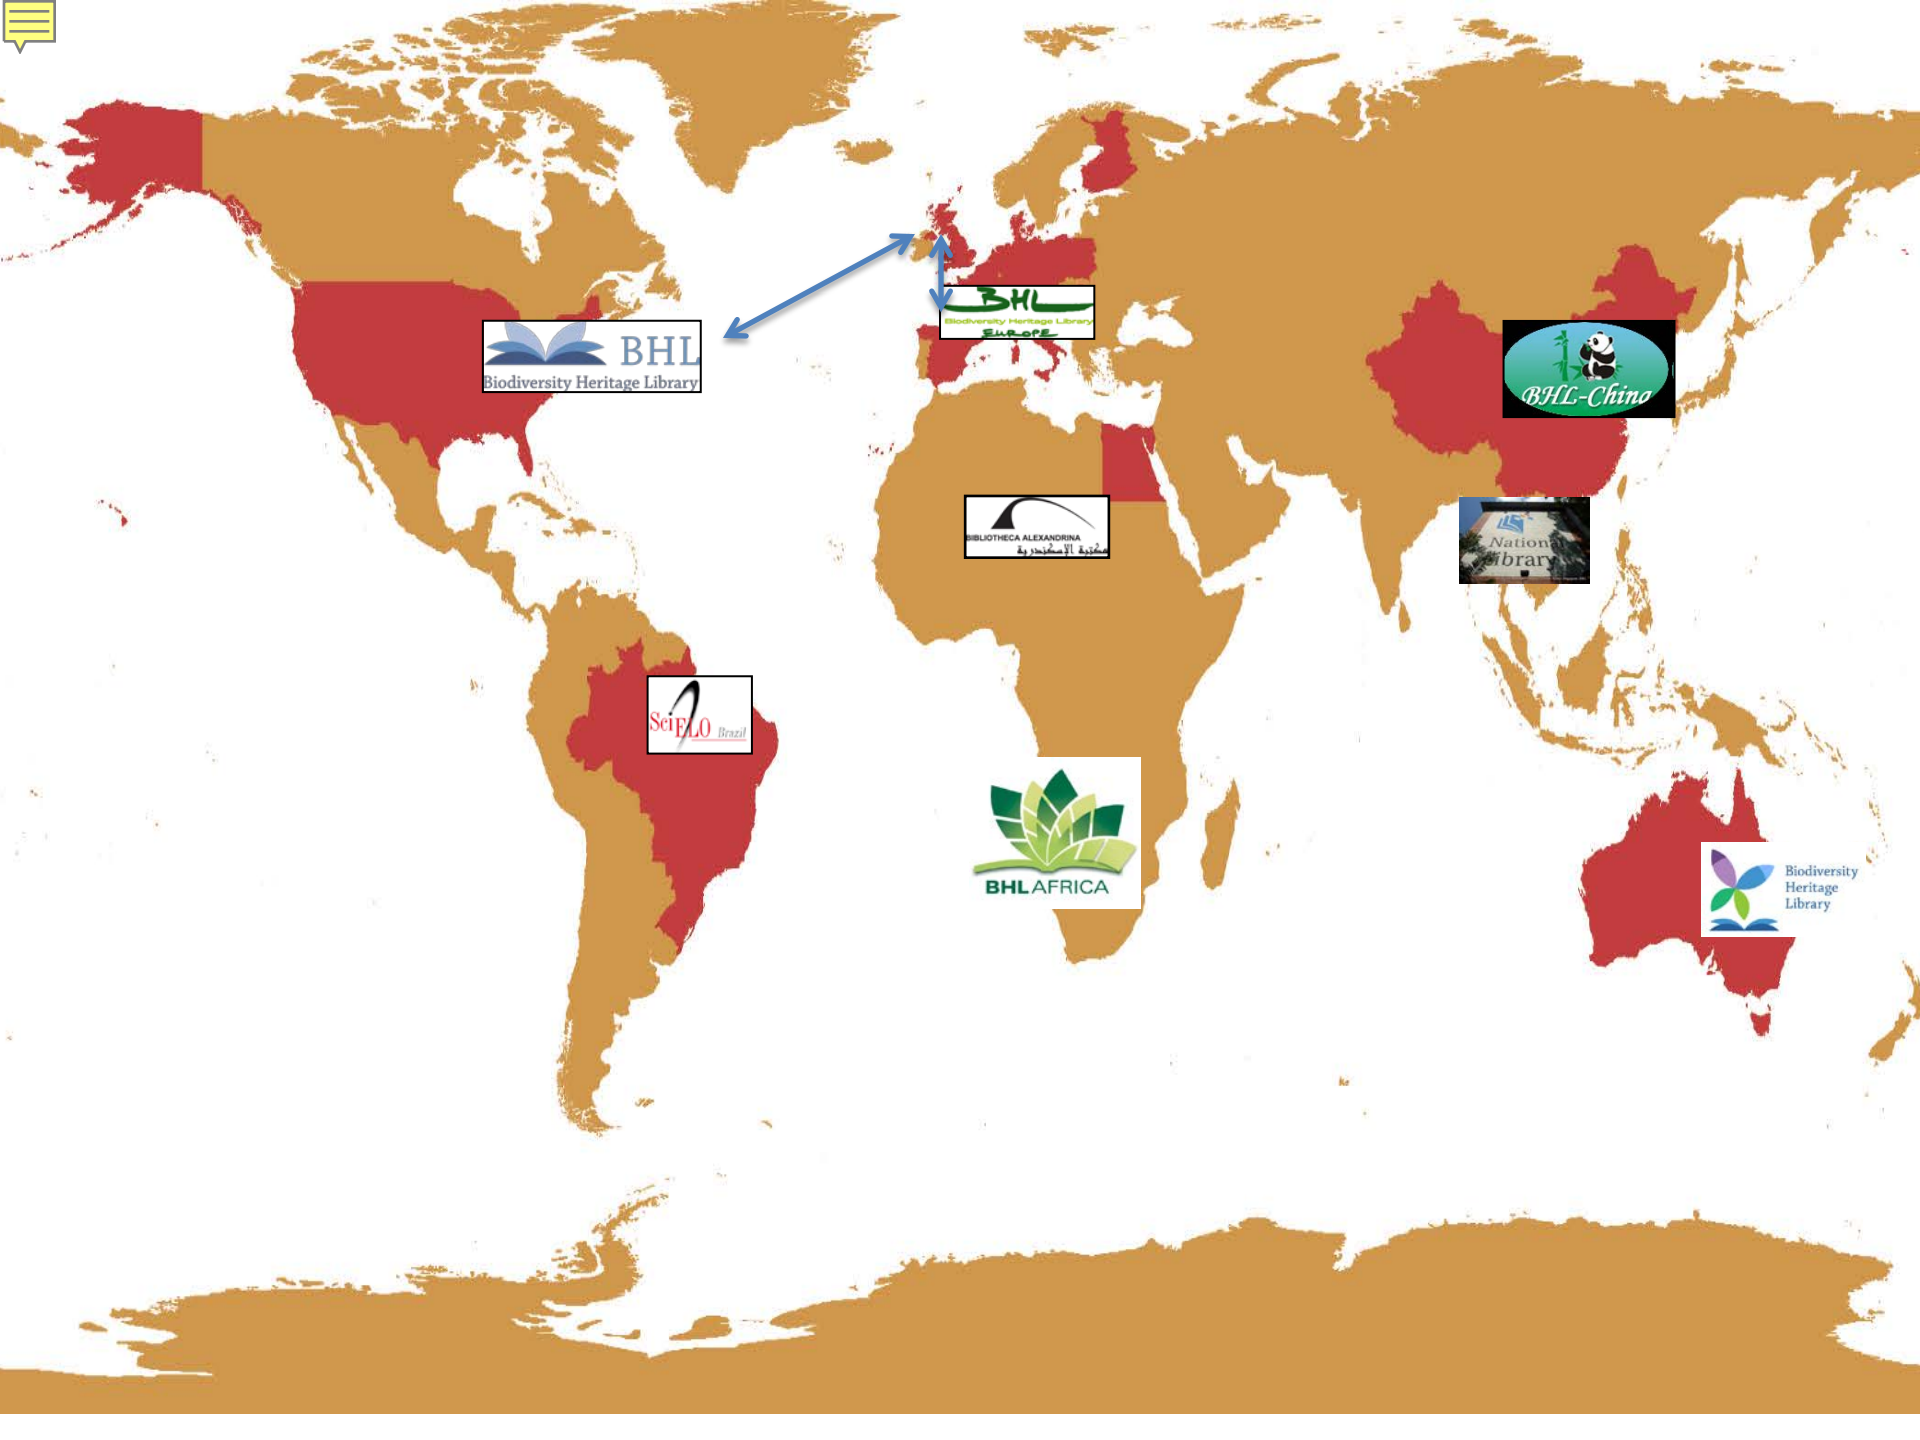 BHL
Biodiversity Heritage Library
BHL
Biodiversity Heritage Library
EUROPE
BHL-China
BIBLIOTHECA ALEXANDRINA
مكتبة الإسكندرية
National
Library
SciELO Brazil
BHL AFRICA
Biodiversity
Heritage
Library